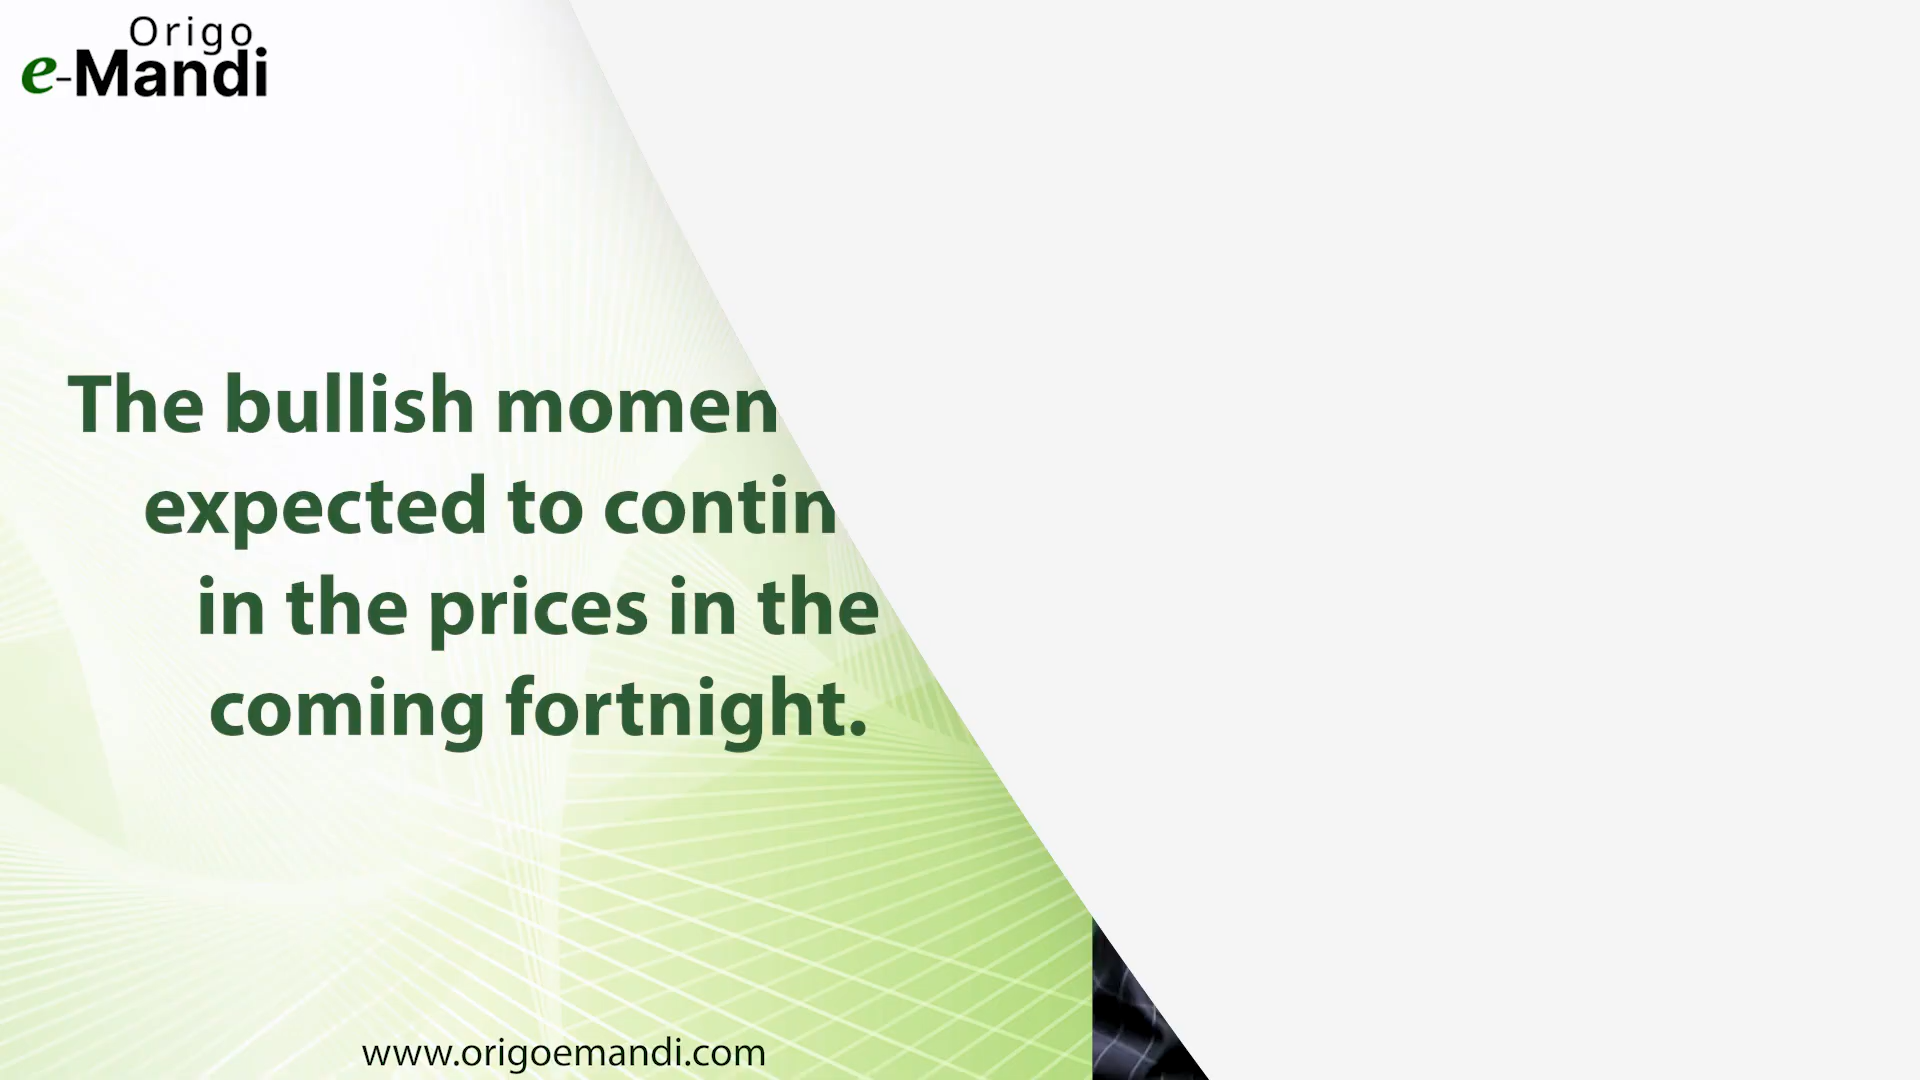 Origo
e-Mandi
The bullish momen
expected to contin
in the prices in the
coming fortnight.
www.origoemandi.com